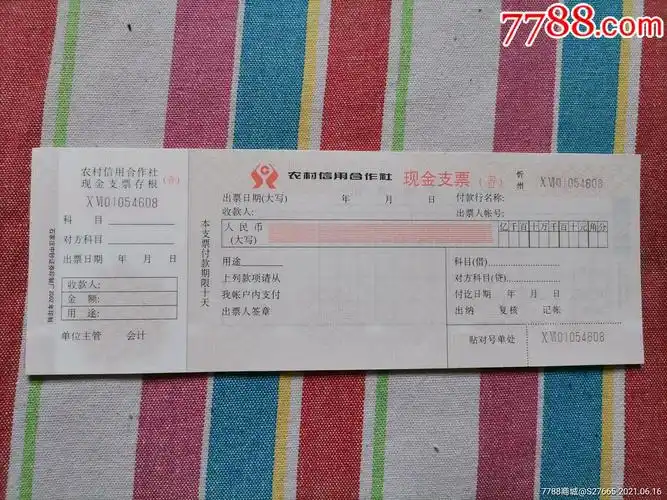 7788.com
农村信用合作社
现金支票存根
XⅥ01054608
科 目
对方科目
出票日期 年 月 日
收款人:
金 额:
用 途:
单位主管 会计
本支票付款期限十天
农村信用合作社 现金支票 忻州 XⅥ01054608
出票日期(大写) 年 月 日 付款行名称:
收款人: 出票人帐号:
人民币(大写) 亿千百十万千百十元角分
用途 科目(借)
上列款项请从 对方科目(贷)
我帐户内支付 付讫日期 年 月 日
出票人签章 出纳 复核 记帐
贴对号单处 XⅥ01054608
7788商城@S27665-2021.06.16